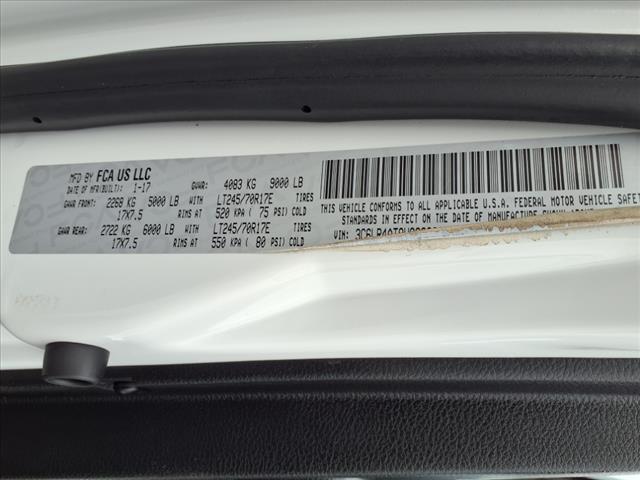 MFD BY FCA US LLC
DATE OF MFR(BUILT): 1-17 GVWR: 4083 KG 9000 LB
GAWR FRONT: 2268 KG 5000 LB WITH LT245/70R17E TIRES
17X7.5 RIMS AT 520 KPA ( 75 PSI) COLD
GAWR REAR: 2722 KG 6000 LB WITH LT245/70R17E TIRES
17X7.5 RIMS AT 550 KPA ( 80 PSI) COLD
THIS VEHICLE CONFORMS TO ALL APPLICABLE U.S.A. FEDERAL MOTOR VEHICLE SAFETY
STANDARDS IN EFFECT ON THE DATE OF MANUFACTURE
VIN: